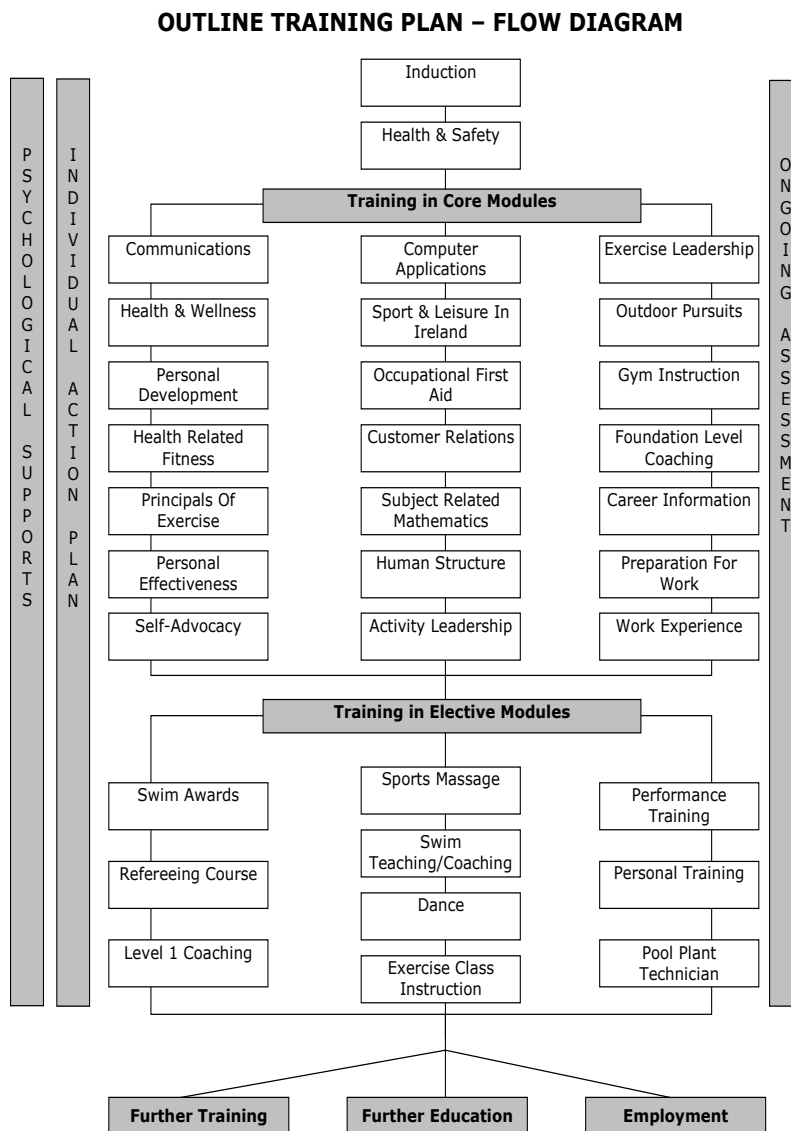 OUTLINE TRAINING PLAN – FLOW DIAGRAM
PSYCHOLOGICAL SUPPORTS
INDIVIDUAL ACTION PLAN
Induction
Health & Safety
Training in Core Modules
Communications
Health & Wellness
Personal
Development
Health Related
Fitness
Principals Of
Exercise
Personal
Effectiveness
Self-Advocacy
Computer
Applications
Sport & Leisure In
Ireland
Occupational First
Aid
Customer Relations
Subject Related
Mathematics
Human Structure
Activity Leadership
Exercise Leadership
Outdoor Pursuits
Gym Instruction
Foundation Level
Coaching
Career Information
Preparation For
Work
Work Experience
Training in Elective Modules
Swim Awards
Refereeing Course
Level 1 Coaching
Sports Massage
Swim
Teaching/Coaching
Dance
Exercise Class
Instruction
Performance
Training
Personal Training
Pool Plant
Technician
ONGOING ASSESSMENT
Further Training
Further Education
Employment